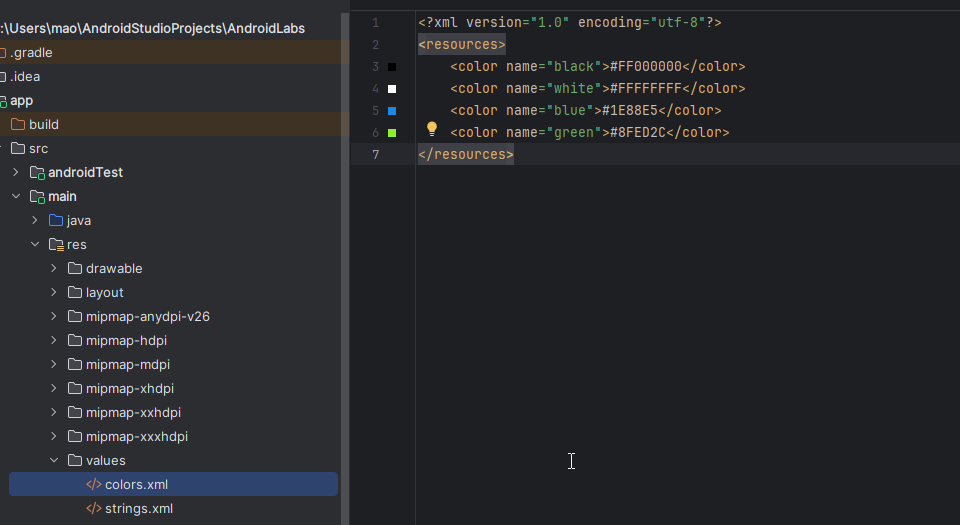 :\Users\mao\AndroidStudioProjects\AndroidLabs
.gradle
.idea
app
build
src
androidTest
main
java
res
drawable
layout
mipmap-anydpi-v26
mipmap-hdpi
mipmap-mdpi
mipmap-xhdpi
mipmap-xxhdpi
mipmap-xxxhdpi
values
</> colors.xml
</> strings.xml
1 <?xml version="1.0" encoding="utf-8"?>
2 <resources>
3 <color name="black">#FF000000</color>
4 <color name="white">#FFFFFFFF</color>
5 <color name="blue">#1E88E5</color>
6 <color name="green">#8FED2C</color>
7 </resources>